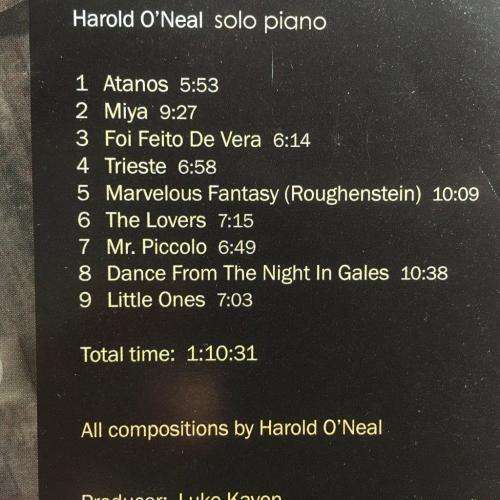 Harold O'Neal solo piano
1 Atanos 5:53
2 Miya 9:27
3 Foi Feito De Vera 6:14
4 Trieste 6:58
5 Marvelous Fantasy (Roughenstein) 10:09
6 The Lovers 7:15
7 Mr. Piccolo 6:49
8 Dance From The Night In Gales 10:38
9 Little Ones 7:03
Total time: 1:10:31
All compositions by Harold O'Neal
Producer: Luke Kaven